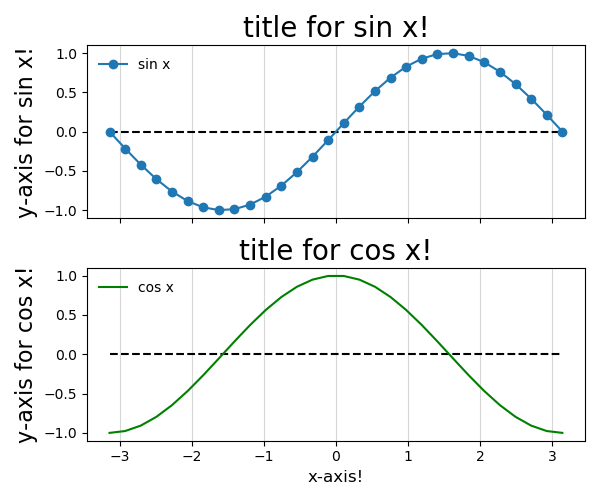 title for sin x!
y-axis for sin x!
1.0
0.5
0.0
−0.5
−1.0
sin x
title for cos x!
y-axis for cos x!
1.0
0.5
0.0
−0.5
−1.0
cos x
−3 −2 −1 0 1 2 3
x-axis!